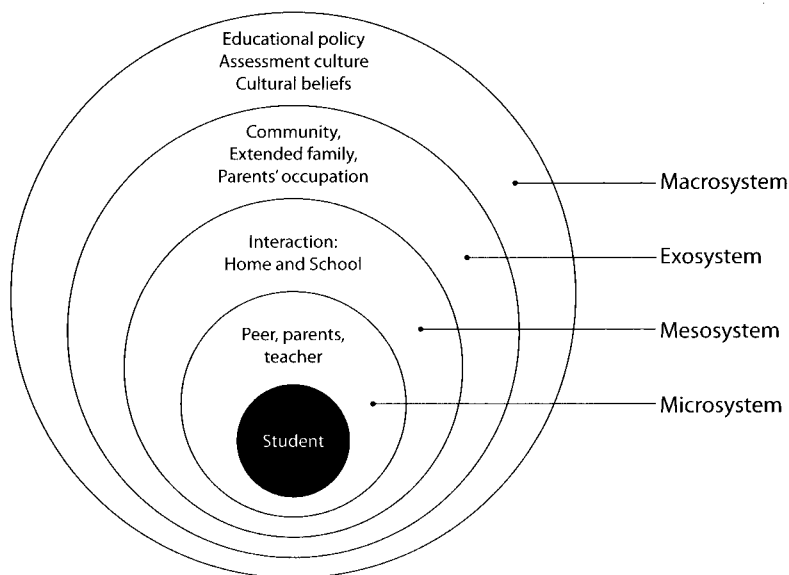 Educational policy
Assessment culture
Cultural beliefs
Community,
Extended family,
Parents' occupation
Interaction:
Home and School
Peer, parents,
teacher
Student
Macrosystem
Exosystem
Mesosystem
Microsystem